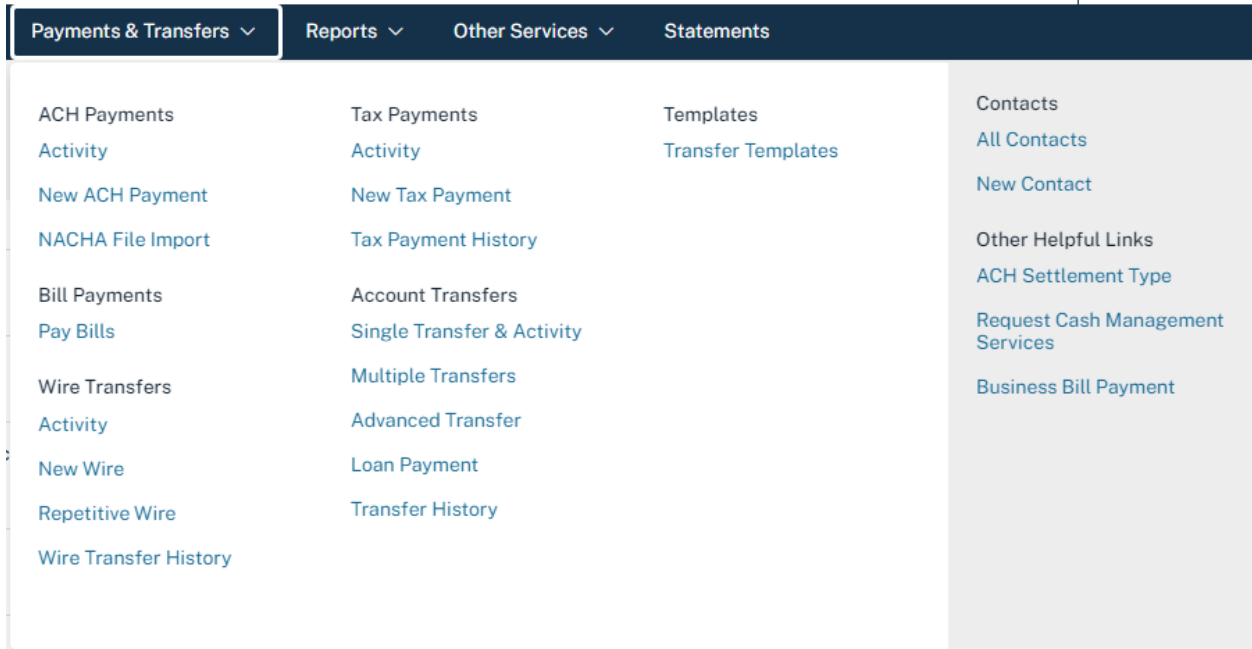 Payments & Transfers
Reports
Other Services
Statements
ACH Payments
Activity
New ACH Payment
NACHA File Import
Bill Payments
Pay Bills
Wire Transfers
Activity
New Wire
Repetitive Wire
Wire Transfer History
Tax Payments
Activity
New Tax Payment
Tax Payment History
Account Transfers
Single Transfer & Activity
Multiple Transfers
Advanced Transfer
Loan Payment
Transfer History
Templates
Transfer Templates
Contacts
All Contacts
New Contact
Other Helpful Links
ACH Settlement Type
Request Cash Management
Services
Business Bill Payment